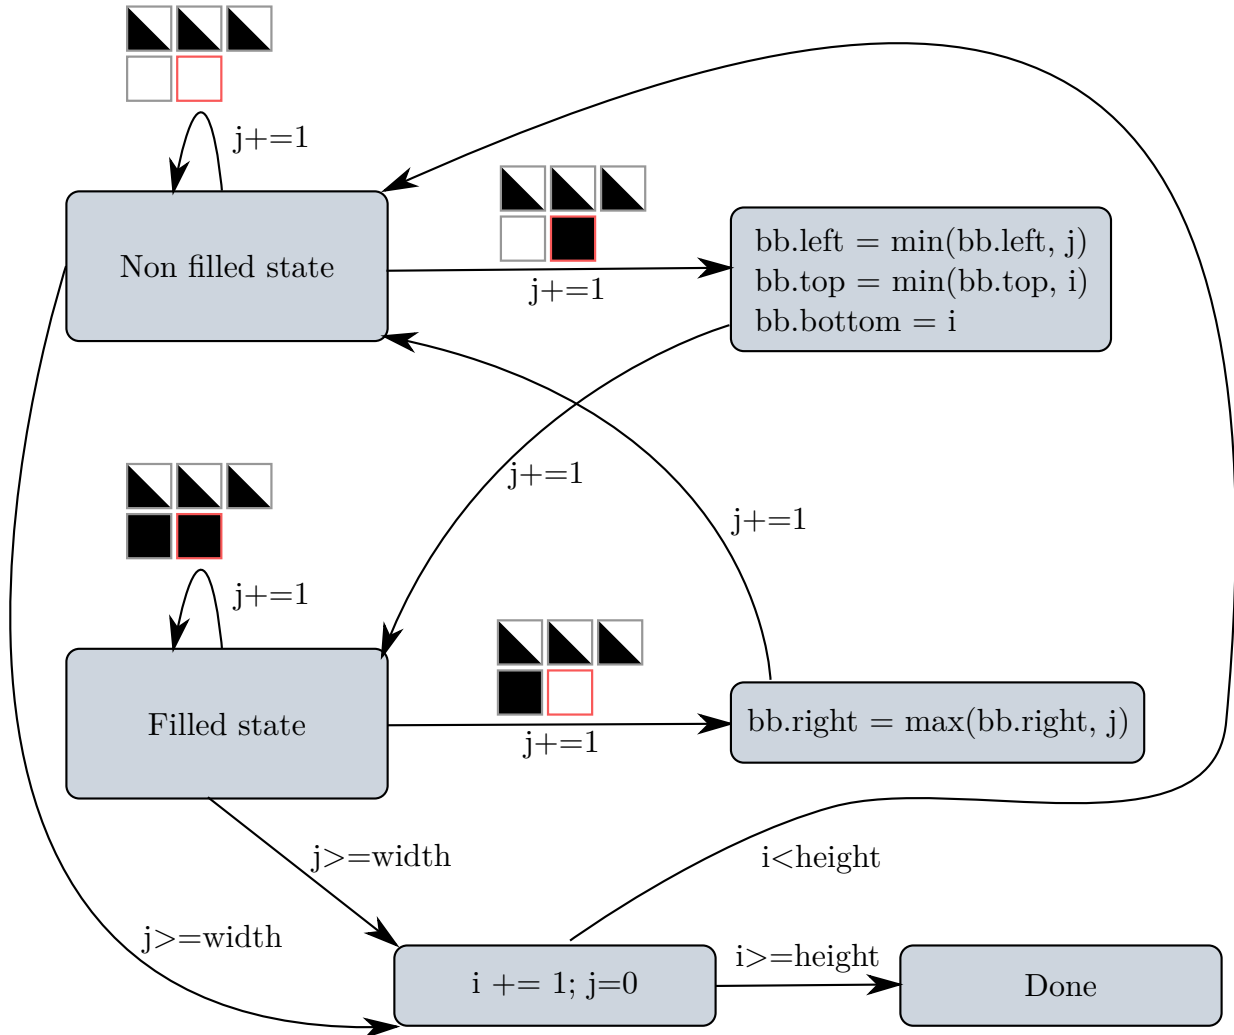 j+=1
Non filled state
j+=1
bb.left = min(bb.left, j)
bb.top = min(bb.top, i)
bb.bottom = i
j+=1
j+=1
j+=1
Filled state
j+=1
bb.right = max(bb.right, j)
j>=width
i<height
j>=width
i += 1; j=0
i>=height
Done